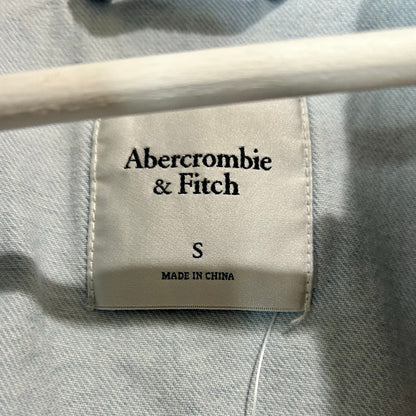 Abercrombie
& Fitch
S
MADE IN CHINA